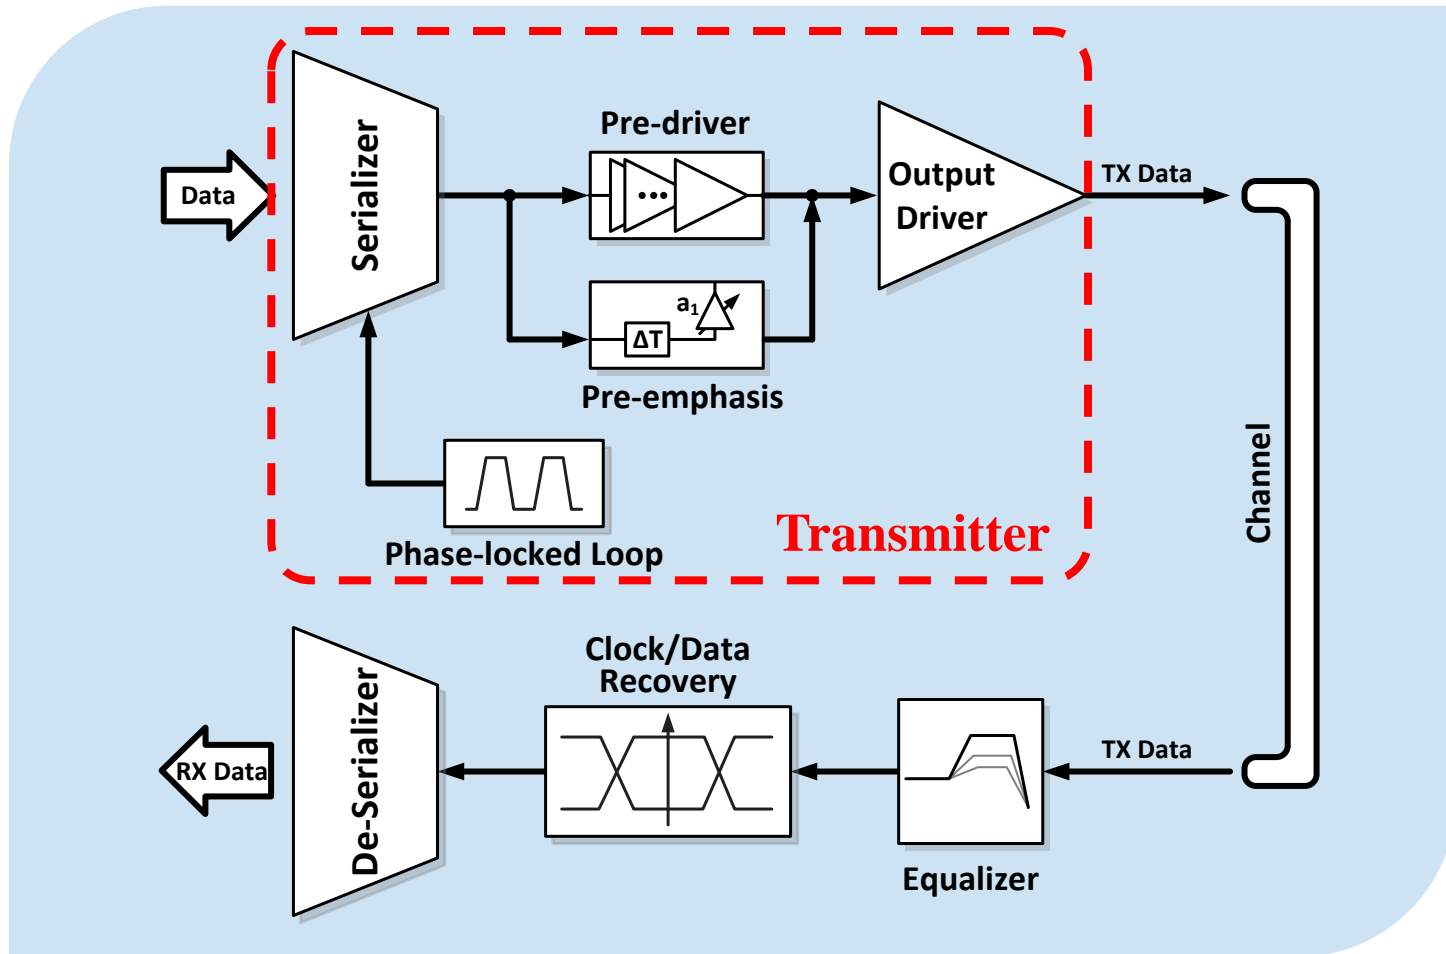 Data
Serializer
Pre-driver
Output
Driver
TX Data
a₁
ΔT
Pre-emphasis
Phase-locked Loop
Transmitter
Channel
RX Data
De-Serializer
Clock/Data
Recovery
Equalizer
TX Data